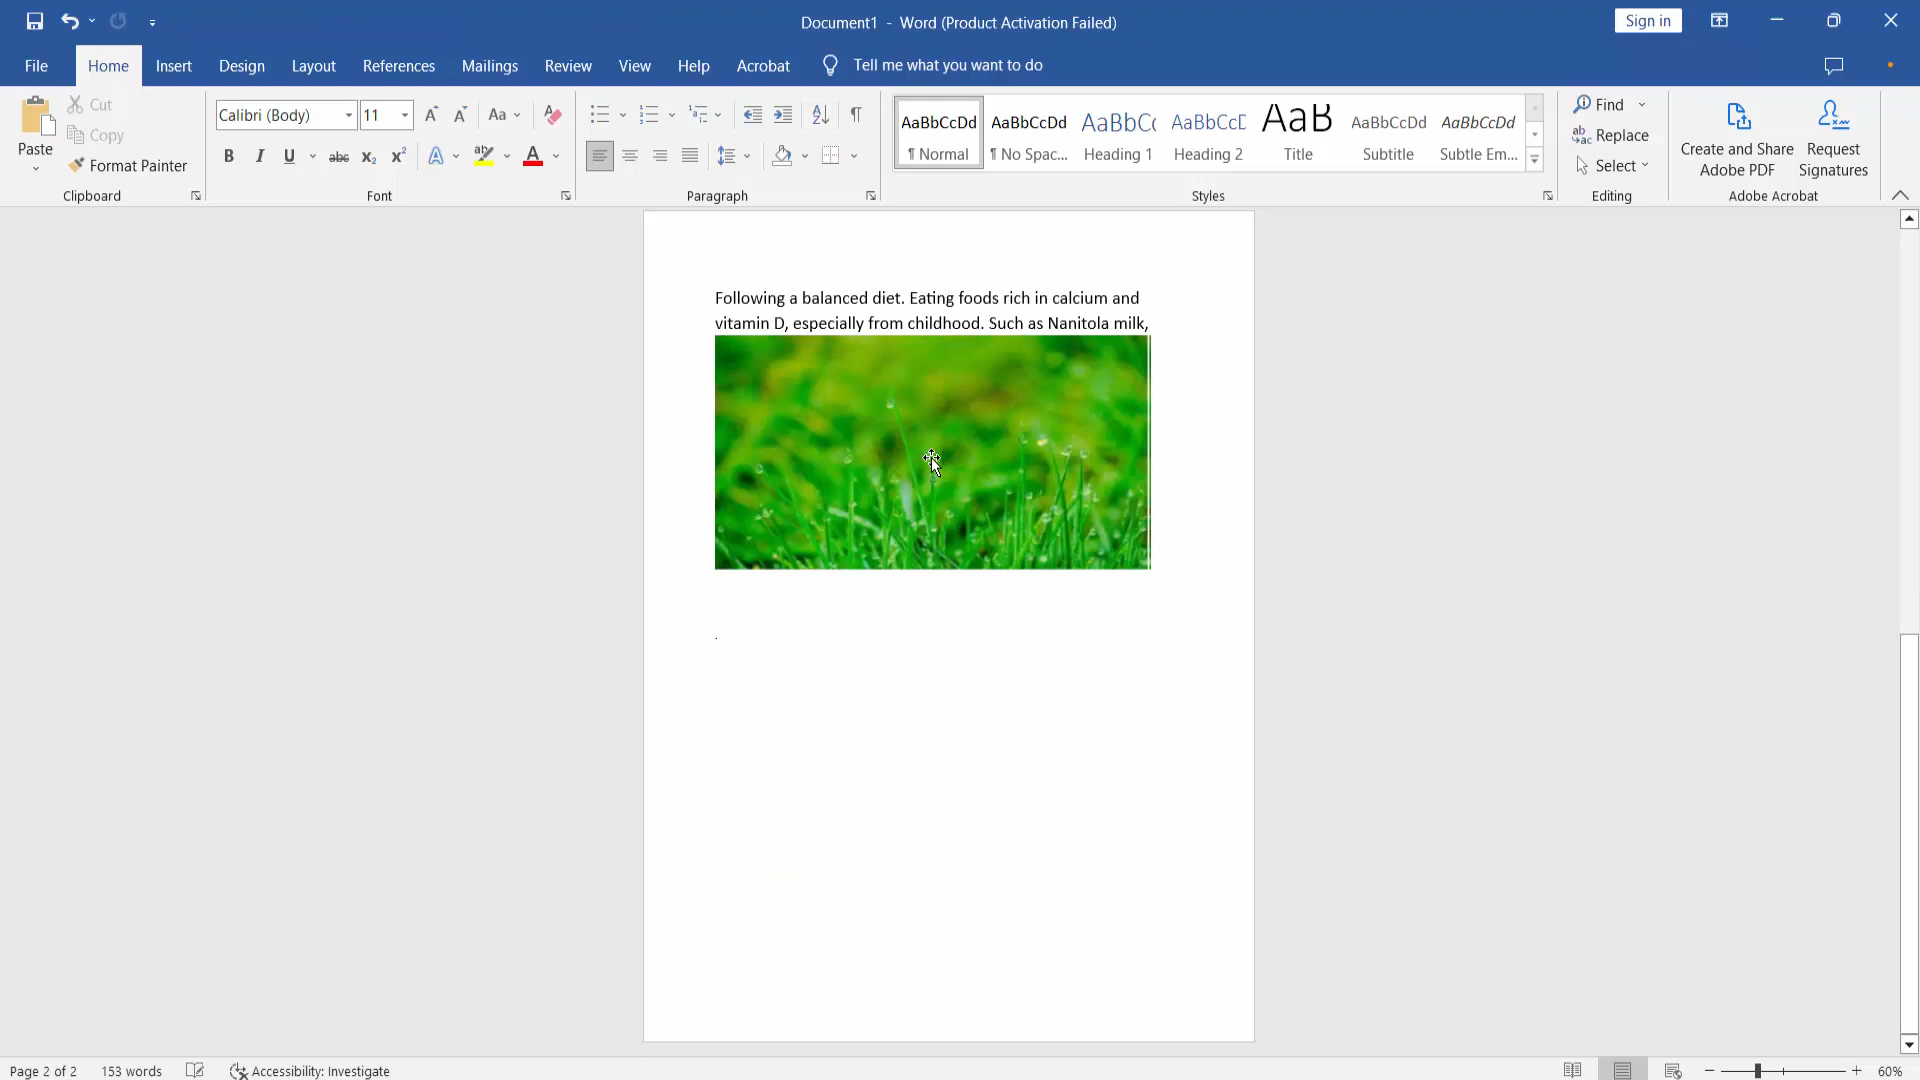 Document1 - Word (Product Activation Failed)
Sign in
File Home Insert Design Layout References Mailings Review View Help Acrobat Tell me what you want to do
Paste
Cut
Copy
Format Painter
Clipboard
Calibri (Body) 11
Font
Paragraph
AaBbCcDd AaBbCcDd AaBbCc AaBbCcC AaB AaBbCcDd AaBbCcDd
¶ Normal ¶ No Spac... Heading 1 Heading 2 Title Subtitle Subtle Em...
Styles
Find
Replace
Select
Editing
Create and Share Adobe PDF
Request Signatures
Adobe Acrobat
Following a balanced diet. Eating foods rich in calcium and
vitamin D, especially from childhood. Such as Nanitola milk,
.
Page 2 of 2 153 words Accessibility: Investigate 60%